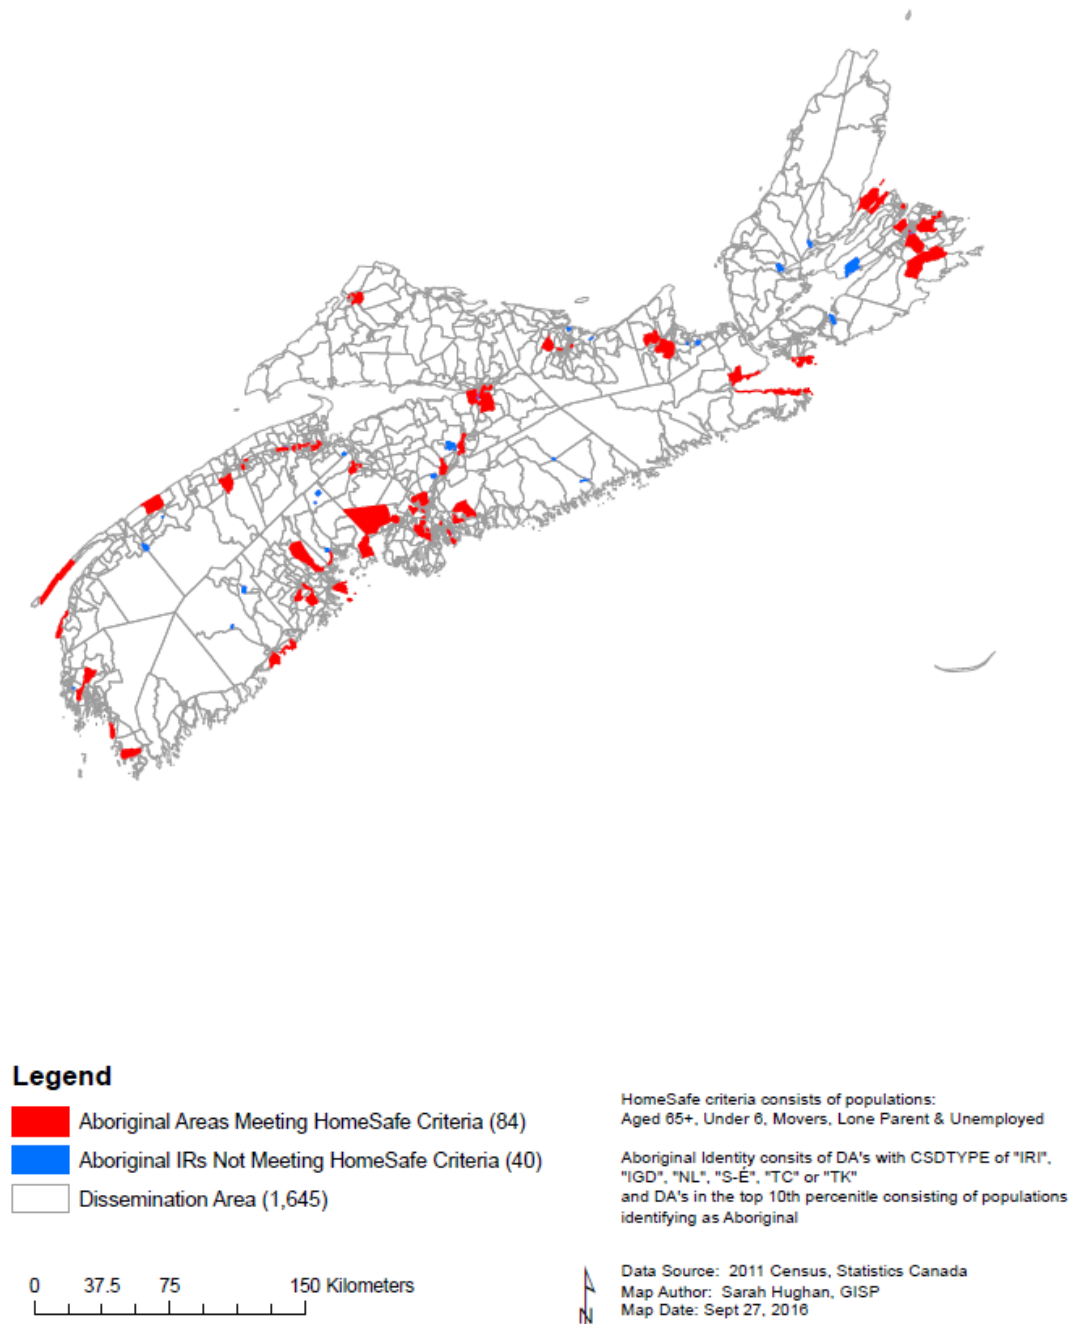 Legend
Aboriginal Areas Meeting HomeSafe Criteria (84)
Aboriginal IRs Not Meeting HomeSafe Criteria (40)
Dissemination Area (1,645)
0 37.5 75 150 Kilometers
HomeSafe criteria consists of populations:
Aged 65+, Under 6, Movers, Lone Parent & Unemployed
Aboriginal Identity consits of DA's with CSDTYPE of "IRI",
"IGD", "NL", "S-É", "TC" or "TK"
and DA's in the top 10th percenitle consisting of populations
identifying as Aboriginal
N
Data Source: 2011 Census, Statistics Canada
Map Author: Sarah Hughan, GISP
Map Date: Sept 27, 2016